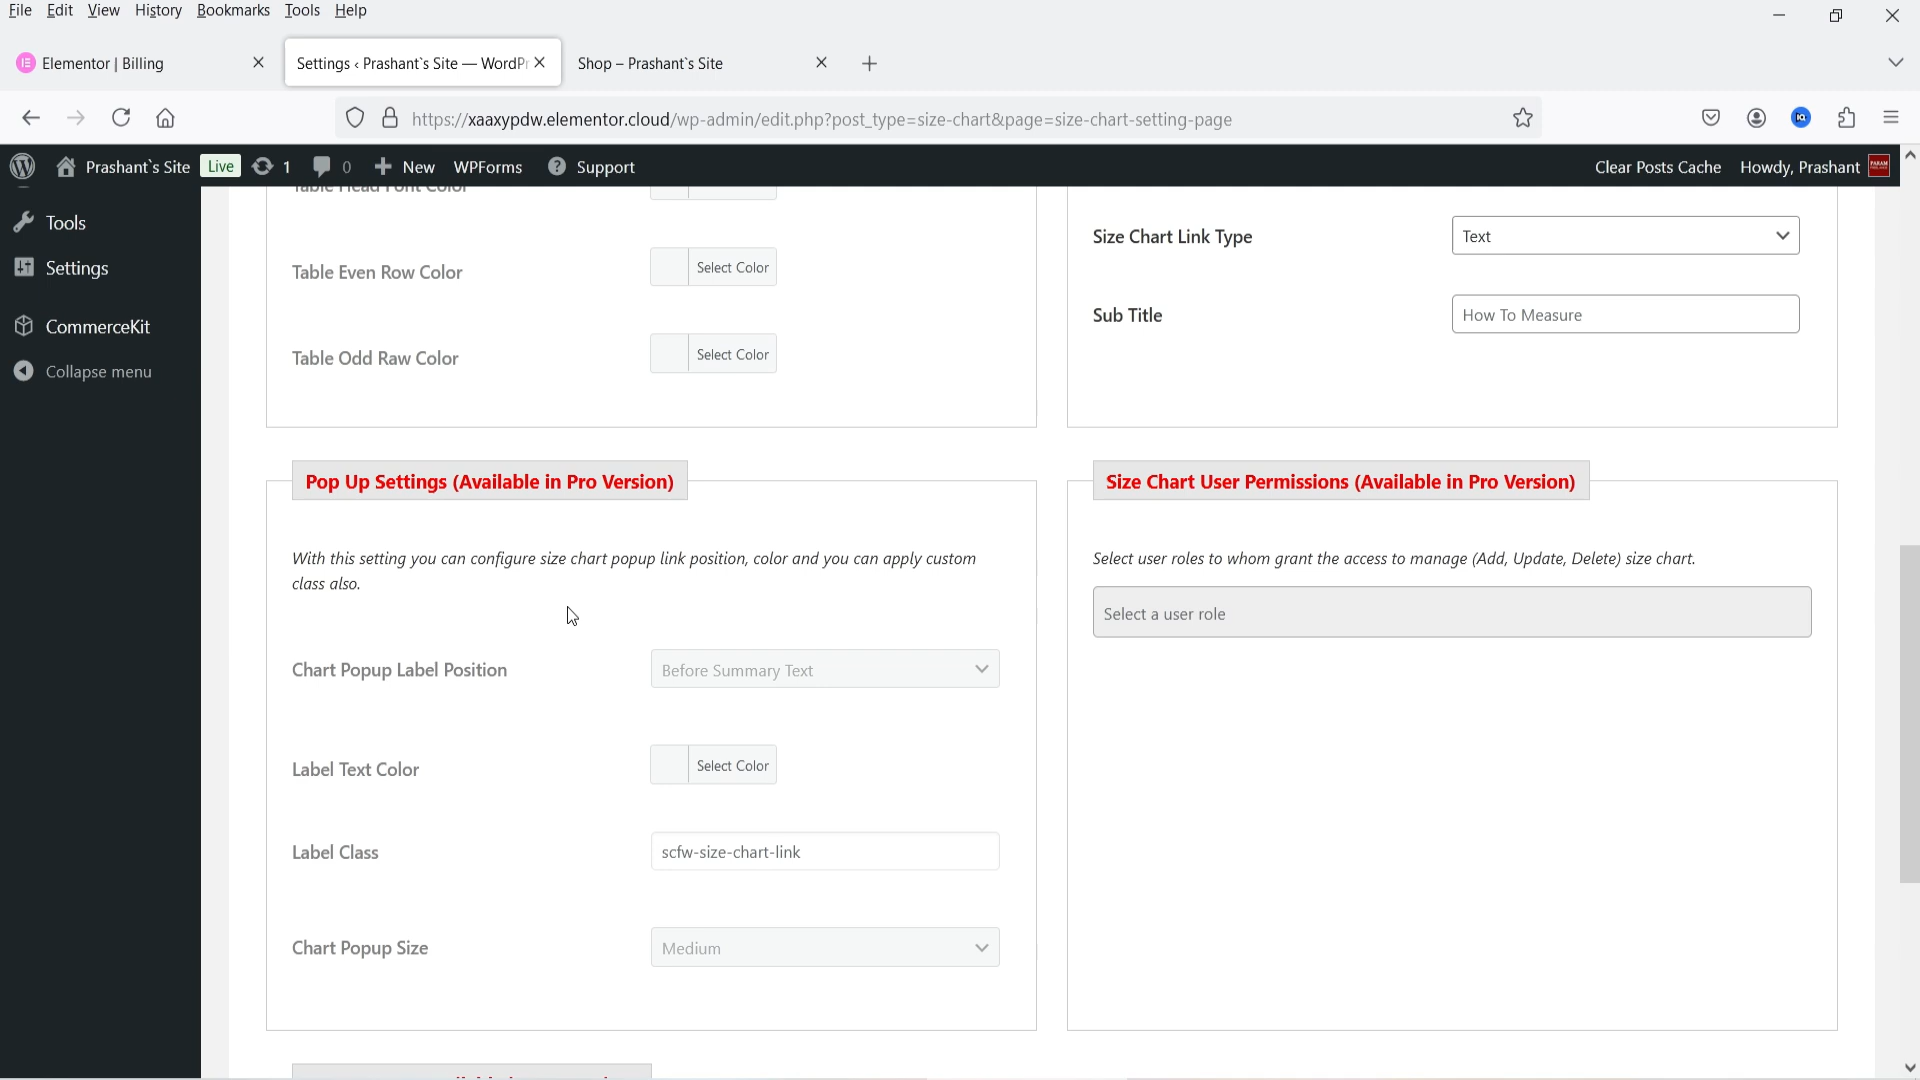 File Edit View History Bookmarks Tools Help
Elementor | Billing
Settings ‹ Prashant`s Site — WordPr
Shop – Prashant`s Site
https://xaaxypdw.elementor.cloud/wp-admin/edit.php?post_type=size-chart&page=size-chart-setting-page
Prashant`s Site Live 1 0 New WPForms Support Clear Posts Cache Howdy, Prashant
Tools
Settings
CommerceKit
Collapse menu
Table Head Font Color
Table Even Row Color Select Color
Table Odd Raw Color Select Color
Size Chart Link Type Text
Sub Title How To Measure
Pop Up Settings (Available in Pro Version)
With this setting you can configure size chart popup link position, color and you can apply custom
class also.
Chart Popup Label Position Before Summary Text
Label Text Color Select Color
Label Class scfw-size-chart-link
Chart Popup Size Medium
Size Chart User Permissions (Available in Pro Version)
Select user roles to whom grant the access to manage (Add, Update, Delete) size chart.
Select a user role